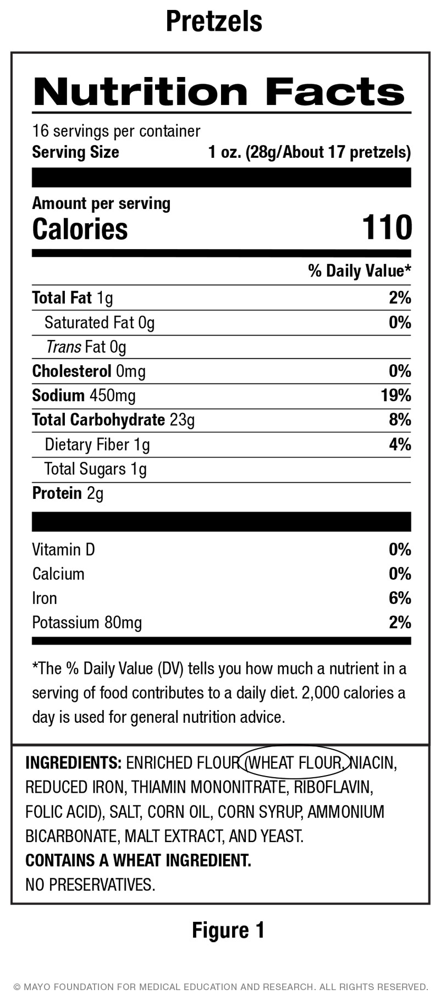 Pretzels
Nutrition Facts
16 servings per container
Serving Size 1 oz. (28g/About 17 pretzels)
Amount per serving
Calories 110
% Daily Value*
Total Fat 1g 2%
Saturated Fat 0g 0%
Trans Fat 0g
Cholesterol 0mg 0%
Sodium 450mg 19%
Total Carbohydrate 23g 8%
Dietary Fiber 1g 4%
Total Sugars 1g
Protein 2g
Vitamin D 0%
Calcium 0%
Iron 6%
Potassium 80mg 2%
*The % Daily Value (DV) tells you how much a nutrient in a
serving of food contributes to a daily diet. 2,000 calories a
day is used for general nutrition advice.
INGREDIENTS: ENRICHED FLOUR (WHEAT FLOUR, NIACIN,
REDUCED IRON, THIAMIN MONONITRATE, RIBOFLAVIN,
FOLIC ACID), SALT, CORN OIL, CORN SYRUP, AMMONIUM
BICARBONATE, MALT EXTRACT, AND YEAST.
CONTAINS A WHEAT INGREDIENT.
NO PRESERVATIVES.
Figure 1
© MAYO FOUNDATION FOR MEDICAL EDUCATION AND RESEARCH. ALL RIGHTS RESERVED.